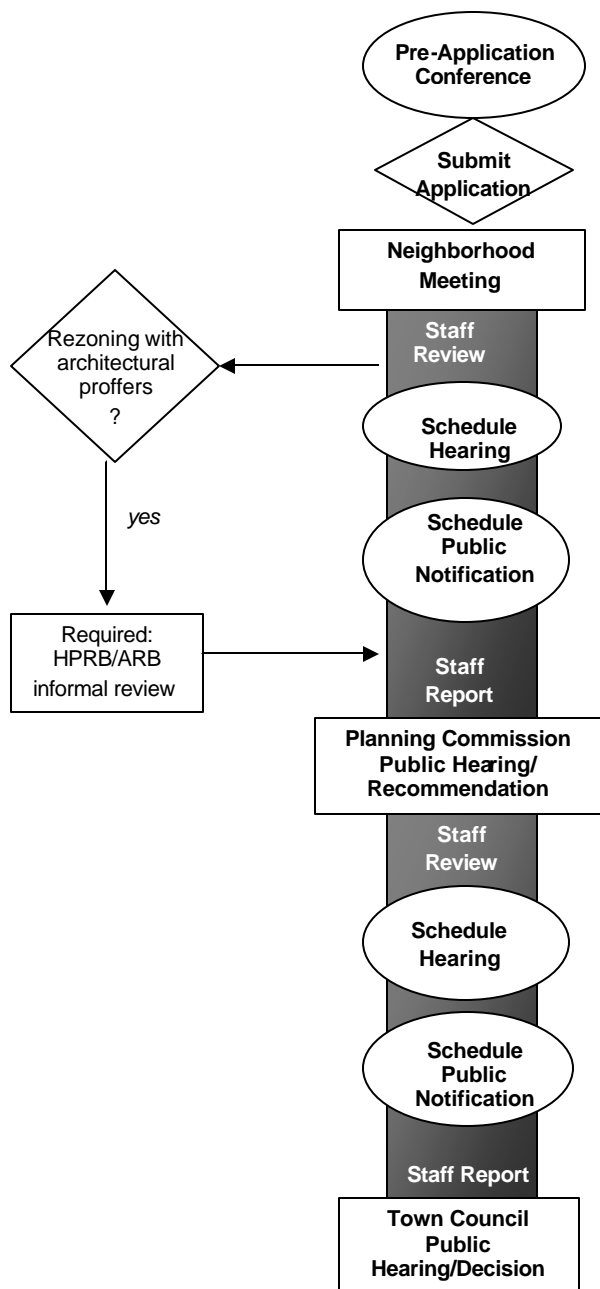 Pre-Application
Conference
Submit
Application
Neighborhood
Meeting
Staff
Review
Rezoning with
architectural
proffers
?
Schedule
Hearing
yes
Schedule
Public
Notification
Required:
HPRB/ARB
informal review
Staff
Report
Planning Commission
Public Hearing/
Recommendation
Staff
Review
Schedule
Hearing
Schedule
Public
Notification
Staff Report
Town Council
Public
Hearing/Decision